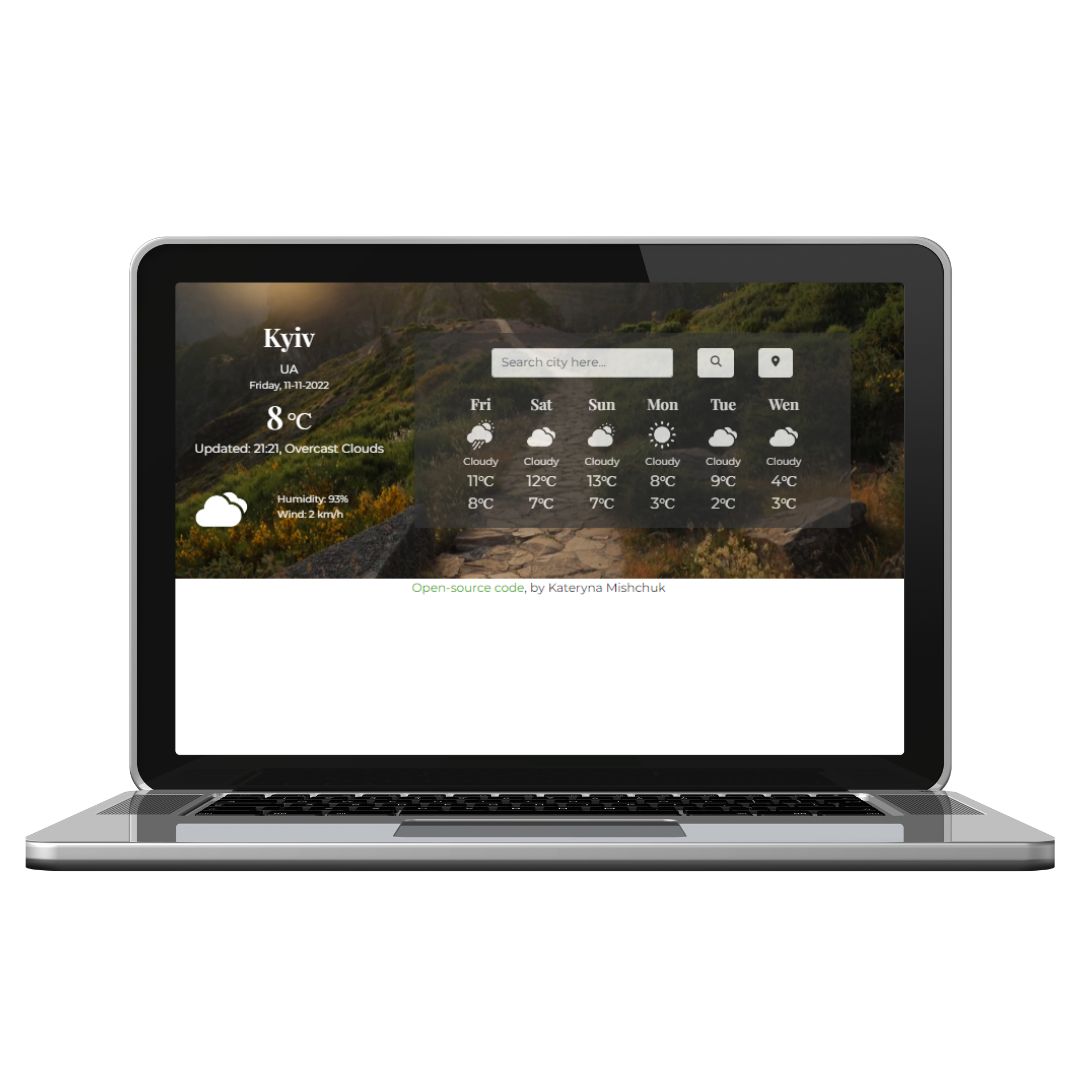 Kyiv
UA
Friday, 11-11-2022
8 °C
Updated: 21:21, Overcast Clouds
Humidity: 93%
Wind: 2 km/h
Search city here...
Fri Sat Sun Mon Tue Wen
Cloudy Cloudy Cloudy Cloudy Cloudy Cloudy
11°C 12°C 13°C 8°C 9°C 4°C
8°C 7°C 7°C 3°C 2°C 3°C
Open-source code, by Kateryna Mishchuk